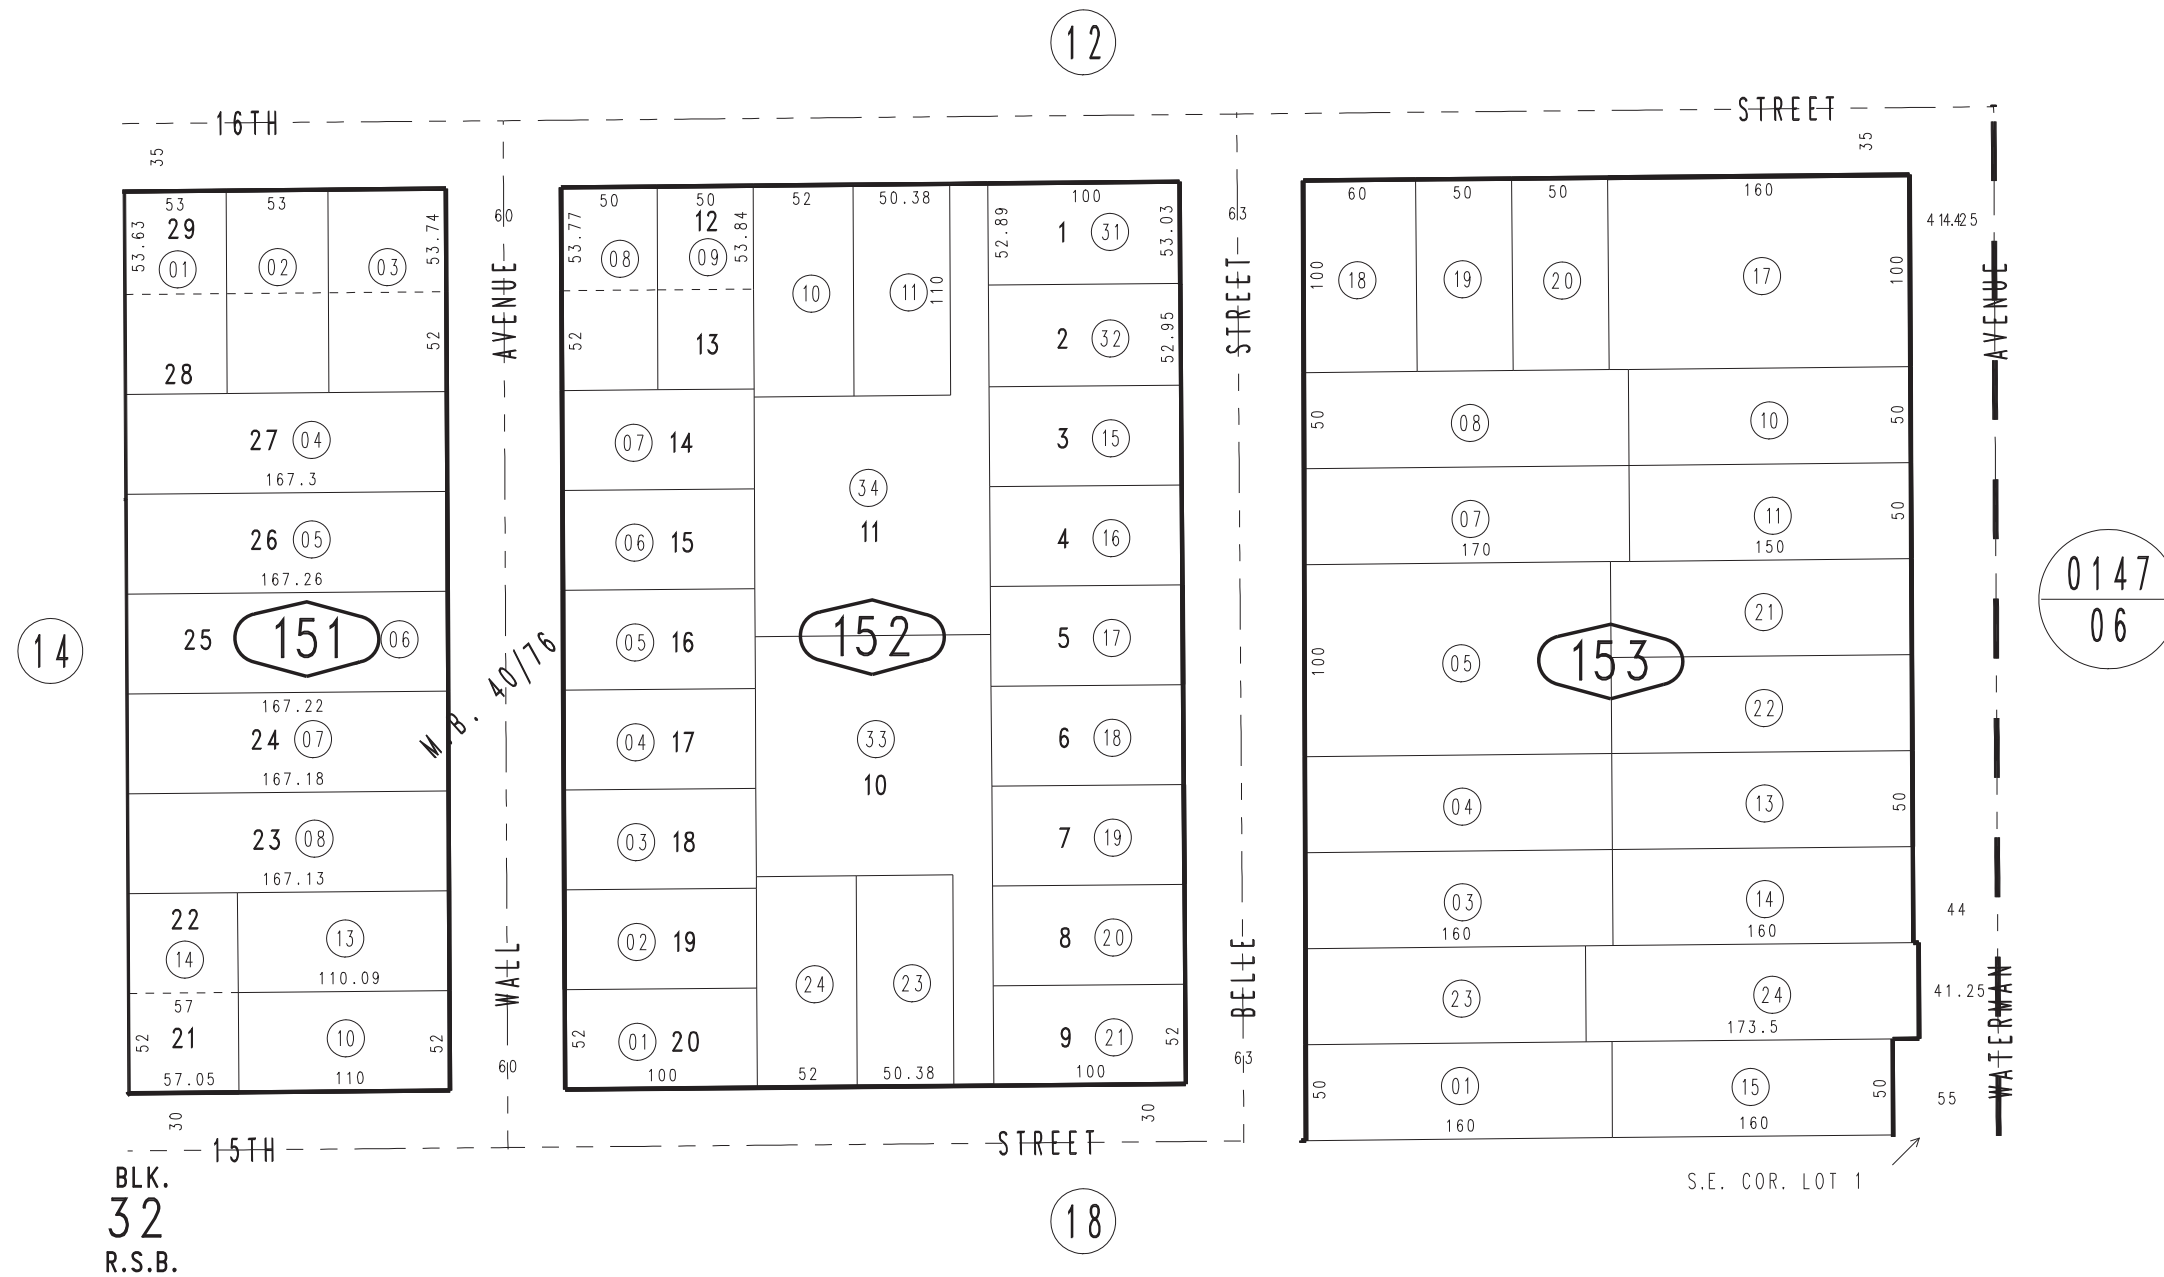 12
16TH STREET
35 35
53 53 60 50 50 52 50.38 100 63 60 50 50 160
53.63 53.74 53.77 53.84 52.89 53.03
29 12 1 31
01 02 03 08 09 10 11 110
100 18 19 20 17 100
52 52 13 2 32 52.95
28
AVENUE STREET AVENUE
27 04 07 14 3 15 50 08 10 50
167.3
34
11
26 05 06 15 4 16 07 11 50
167.26 170 150
0147
06
14 25 151 06 05 16 152 5 17 100 05 153 21
22
M.B. 40/76
167.22
24 07 04 17 33 6 18
167.18 10
23 08 03 18 7 19 04 13 50
167.13
22 13 02 19 8 20 03 14 44
14 110.09 160 160
WALL BELLE WATERMAN
57 24 23 23 24 41.25
173.5
52 21 10 52 52 01 20 9 21 52
57.05 110 60 100 52 50.38 100 63 50 01 15 50 55
160 160
30 30
15TH STREET
S.E. COR. LOT 1
BLK.
32
R.S.B.
18